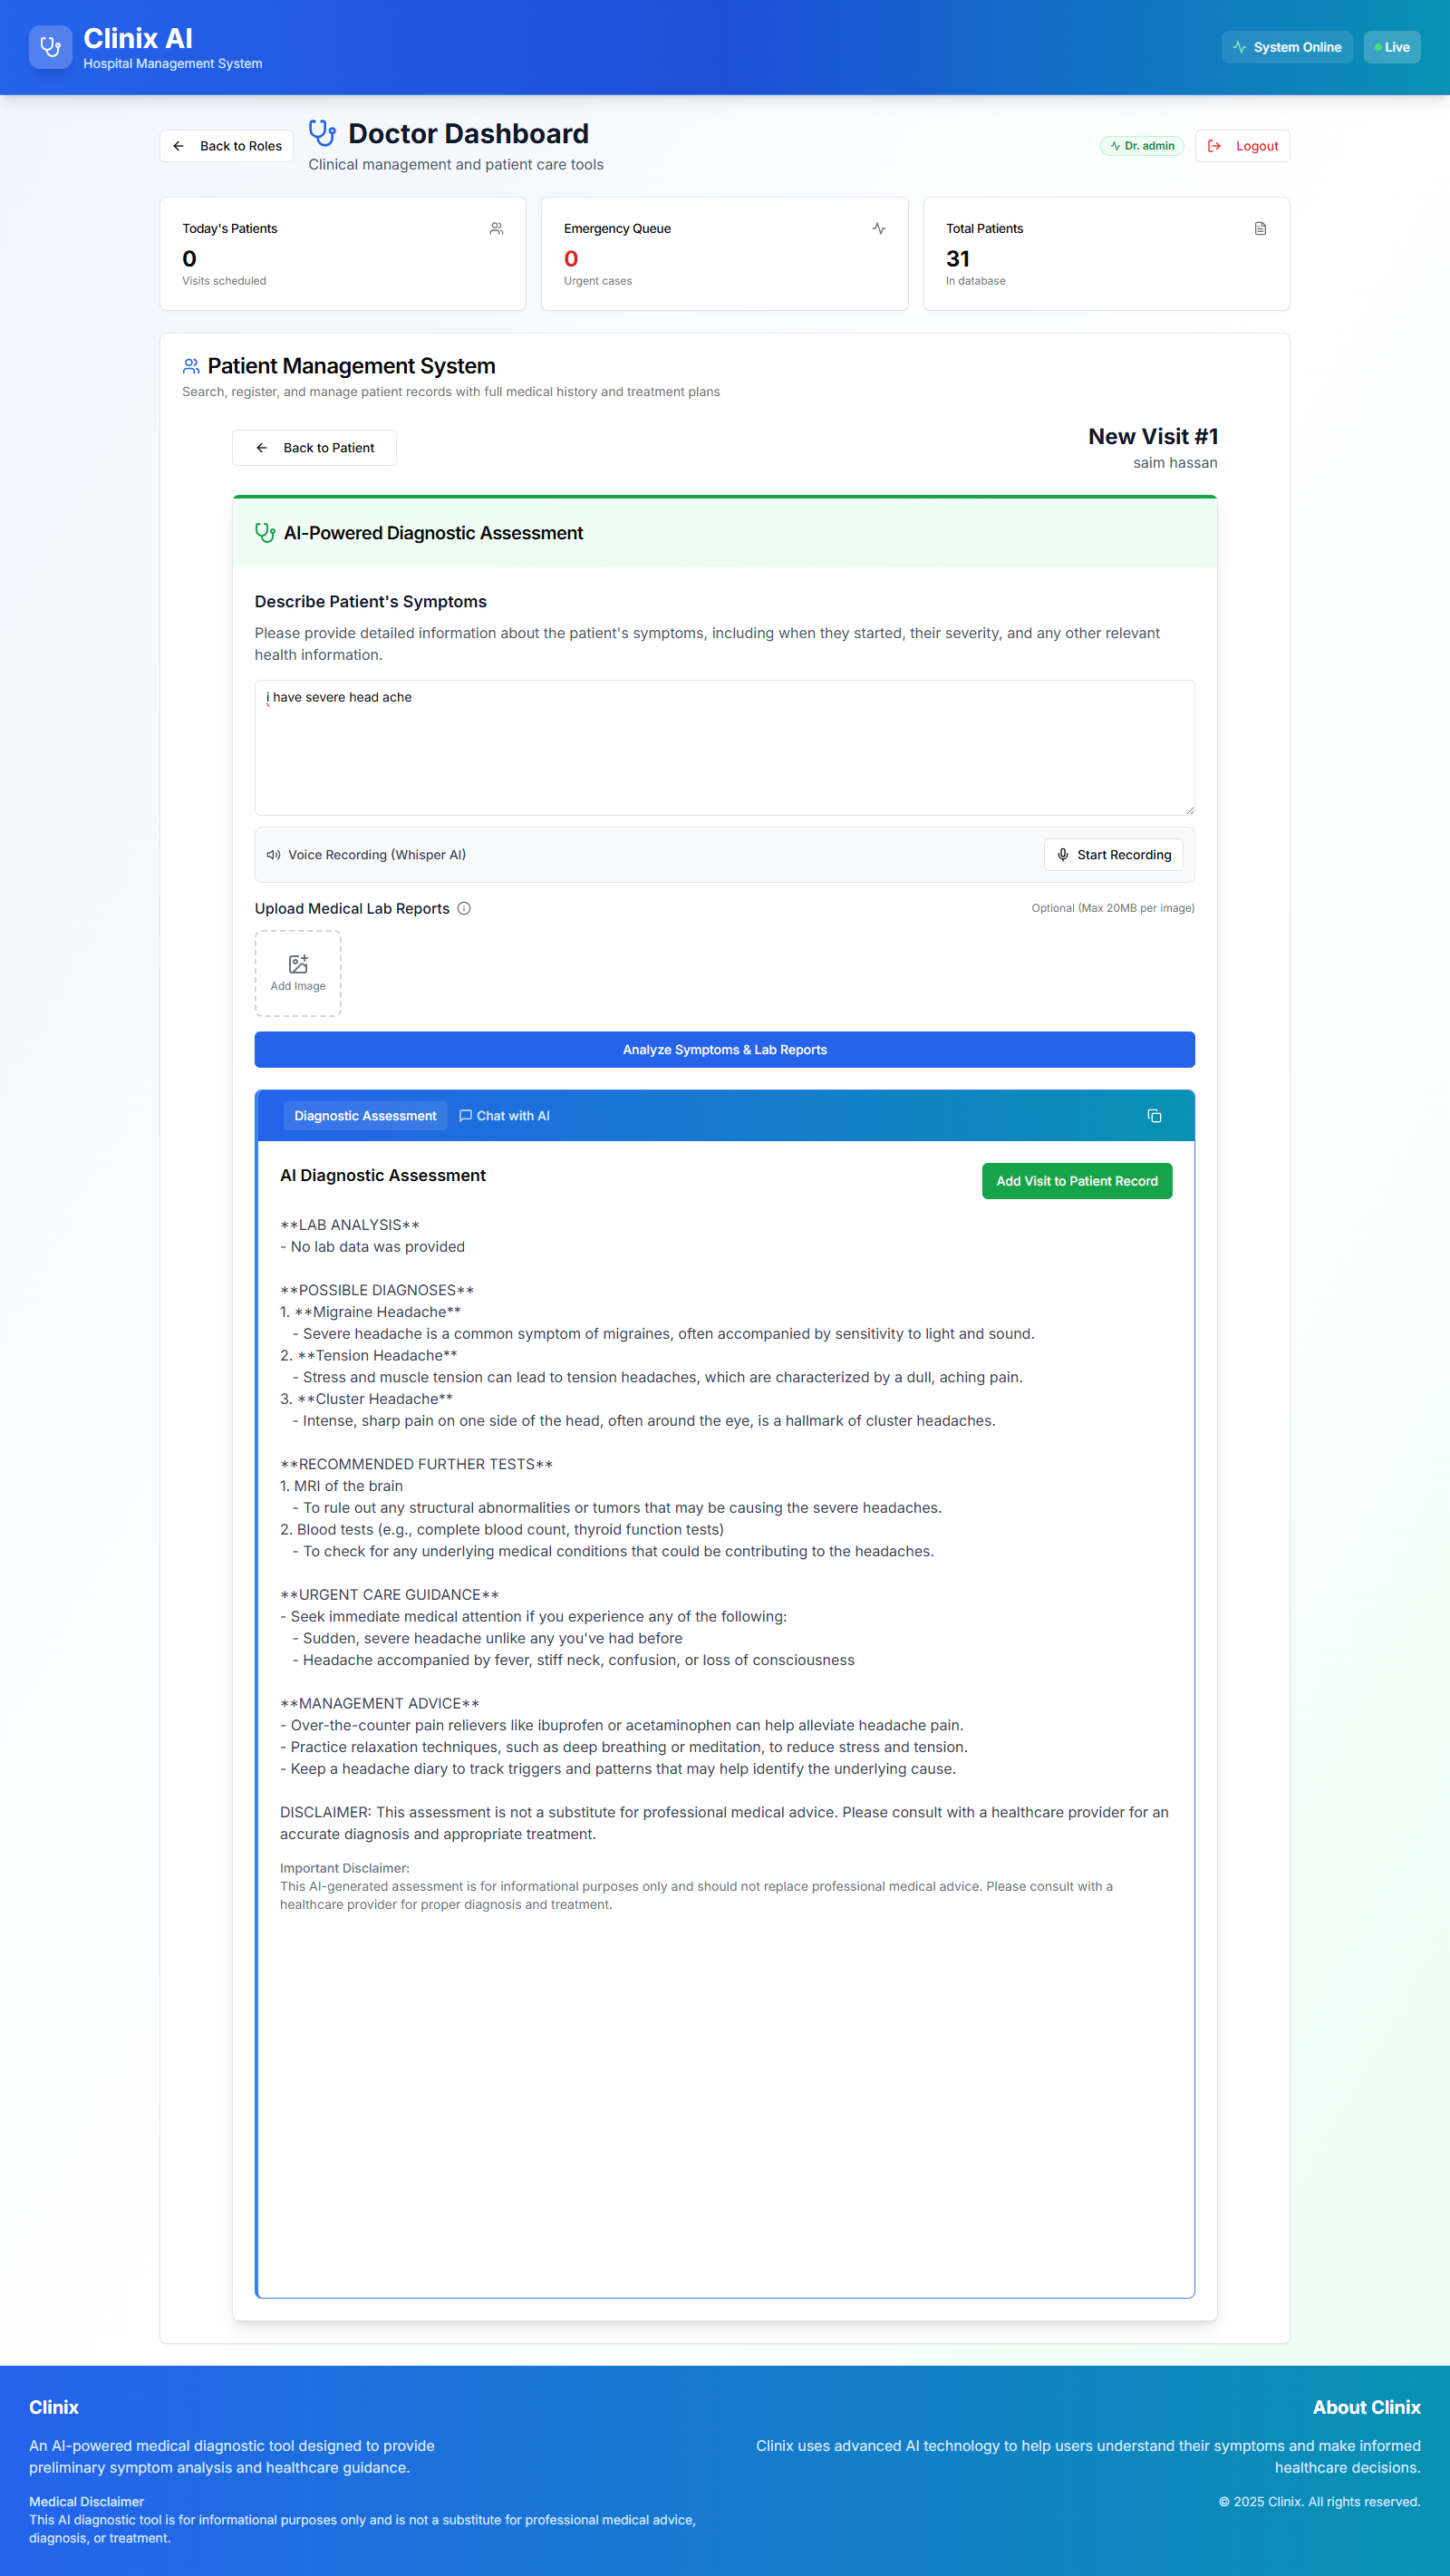 Clinix AI
Hospital Management System
System Online
Live
Back to Roles
Doctor Dashboard
Clinical management and patient care tools
Dr. admin
Logout
Today's Patients
0
Visits scheduled
Emergency Queue
0
Urgent cases
Total Patients
31
In database
Patient Management System
Search, register, and manage patient records with full medical history and treatment plans
Back to Patient
New Visit #1
saim hassan
AI-Powered Diagnostic Assessment
Describe Patient's Symptoms
Please provide detailed information about the patient's symptoms, including when they started, their severity, and any other relevant
health information.
i have severe head ache
Voice Recording (Whisper AI)
Start Recording
Upload Medical Lab Reports
Optional (Max 20MB per image)
Add Image
Analyze Symptoms & Lab Reports
Diagnostic Assessment
Chat with AI
AI Diagnostic Assessment
Add Visit to Patient Record
**LAB ANALYSIS**
- No lab data was provided
**POSSIBLE DIAGNOSES**
1. **Migraine Headache**
- Severe headache is a common symptom of migraines, often accompanied by sensitivity to light and sound.
2. **Tension Headache**
- Stress and muscle tension can lead to tension headaches, which are characterized by a dull, aching pain.
3. **Cluster Headache**
- Intense, sharp pain on one side of the head, often around the eye, is a hallmark of cluster headaches.
**RECOMMENDED FURTHER TESTS**
1. MRI of the brain
- To rule out any structural abnormalities or tumors that may be causing the severe headaches.
2. Blood tests (e.g., complete blood count, thyroid function tests)
- To check for any underlying medical conditions that could be contributing to the headaches.
**URGENT CARE GUIDANCE**
- Seek immediate medical attention if you experience any of the following:
- Sudden, severe headache unlike any you've had before
- Headache accompanied by fever, stiff neck, confusion, or loss of consciousness
**MANAGEMENT ADVICE**
- Over-the-counter pain relievers like ibuprofen or acetaminophen can help alleviate headache pain.
- Practice relaxation techniques, such as deep breathing or meditation, to reduce stress and tension.
- Keep a headache diary to track triggers and patterns that may help identify the underlying cause.
DISCLAIMER: This assessment is not a substitute for professional medical advice. Please consult with a healthcare provider for an
accurate diagnosis and appropriate treatment.
Important Disclaimer:
This AI-generated assessment is for informational purposes only and should not replace professional medical advice. Please consult with a
healthcare provider for proper diagnosis and treatment.
Clinix
An AI-powered medical diagnostic tool designed to provide
preliminary symptom analysis and healthcare guidance.
Medical Disclaimer
This AI diagnostic tool is for informational purposes only and is not a substitute for professional medical advice,
diagnosis, or treatment.
About Clinix
Clinix uses advanced AI technology to help users understand their symptoms and make informed
healthcare decisions.
© 2025 Clinix. All rights reserved.